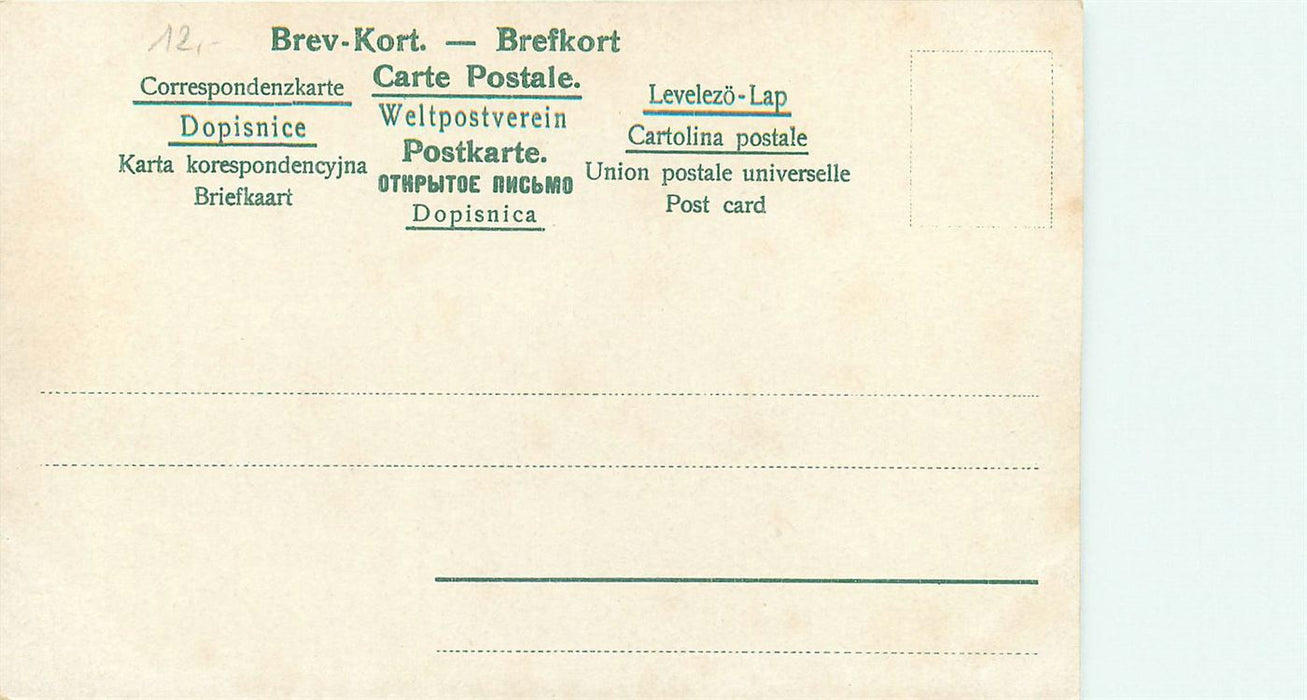 12,-
Brev-Kort. — Brefkort
Correspondenzkarte
Dopisnice
Karta korespondencyjna
Briefkaart
Carte Postale.
Weltpostverein
Postkarte.
ОТКРЫТОЕ ПИСЬМО
Dopisnica
Levelezö-Lap
Cartolina postale
Union postale universelle
Post card